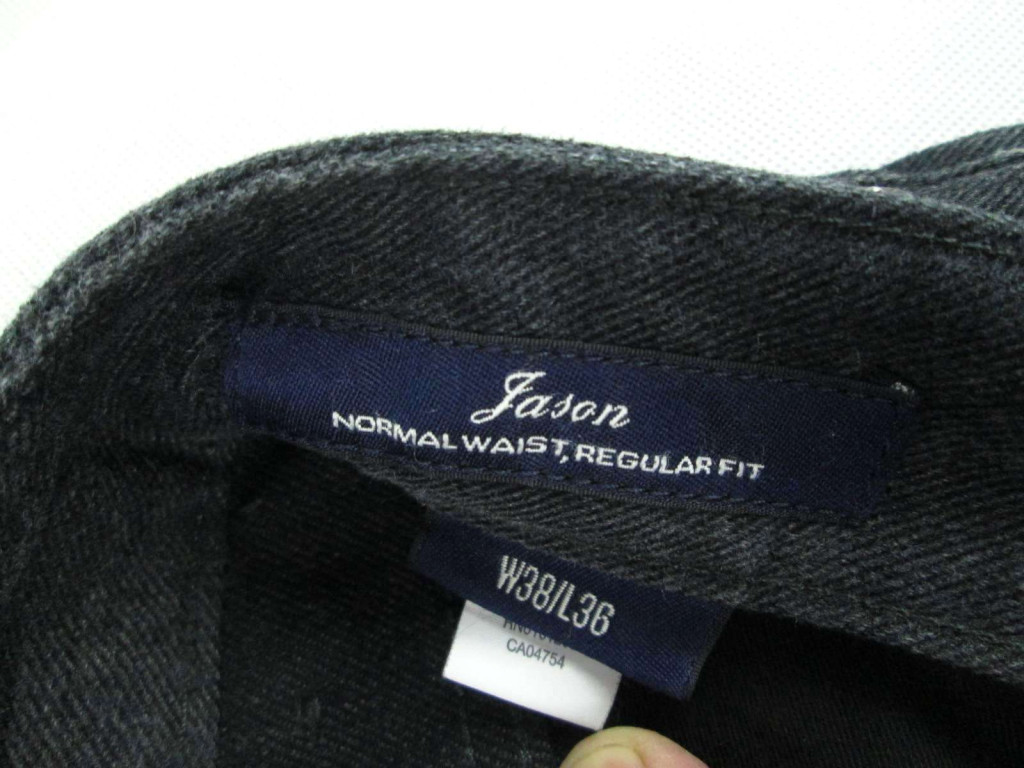 Jason
NORMAL WAIST, REGULAR FIT
W38/L36
CA04754